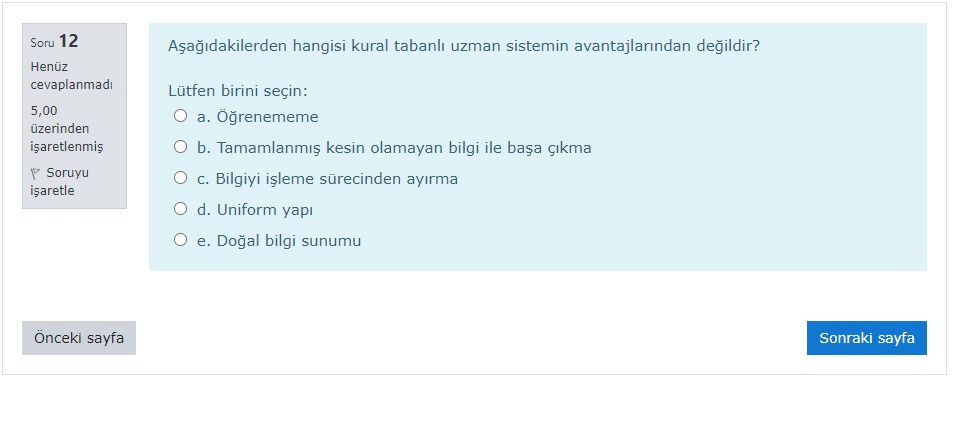 Soru 12
Henüz
cevaplanmadı
5,00
üzerinden
işaretlenmiş
Soruyu
işaretle
Aşağıdakilerden hangisi kural tabanlı uzman sistemin avantajlarından değildir?
Lütfen birini seçin:
a. Öğrenememe
b. Tamamlanmış kesin olamayan bilgi ile başa çıkma
c. Bilgiyi işleme sürecinden ayırma
d. Uniform yapı
e. Doğal bilgi sunumu
Önceki sayfa
Sonraki sayfa